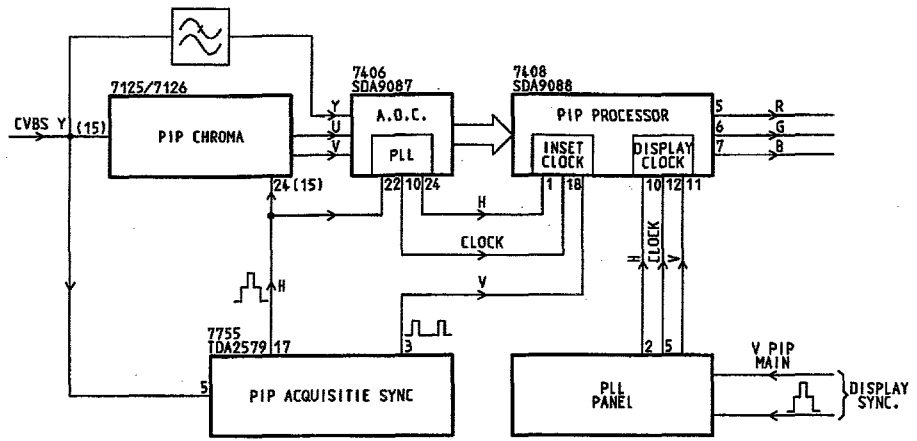 7125/7126
7406
SDA9087
7408
SDA9088
CVBS Y (15)
PIP CHROMA
Y
U
V
A.D.C.
PLL
PIP PROCESSOR
INSET
CLOCK
DISPLAY
CLOCK
5 R
6 G
7 B
24(15)
22 10 24
1 18
10 12 11
H
CLOCK
V
H
CLOCK
V
H
7755
TDA2579 17
3
2 5
5
PIP ACQUISITIE SYNC
PLL
PANEL
V PIP
MAIN
DISPLAY
SYNC.